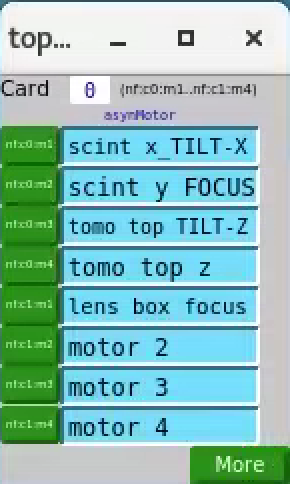 top...
Card 0 (nf:c0:m1..nf:c1:m4)
asynMotor
nf:c0:m1 scint x_TILT-X
nf:c0:m2 scint y FOCUS
nf:c0:m3 tomo top TILT-Z
nf:c0:m4 tomo top z
nf:c1:m1 lens box focus
nf:c1:m2 motor 2
nf:c1:m3 motor 3
nf:c1:m4 motor 4
More